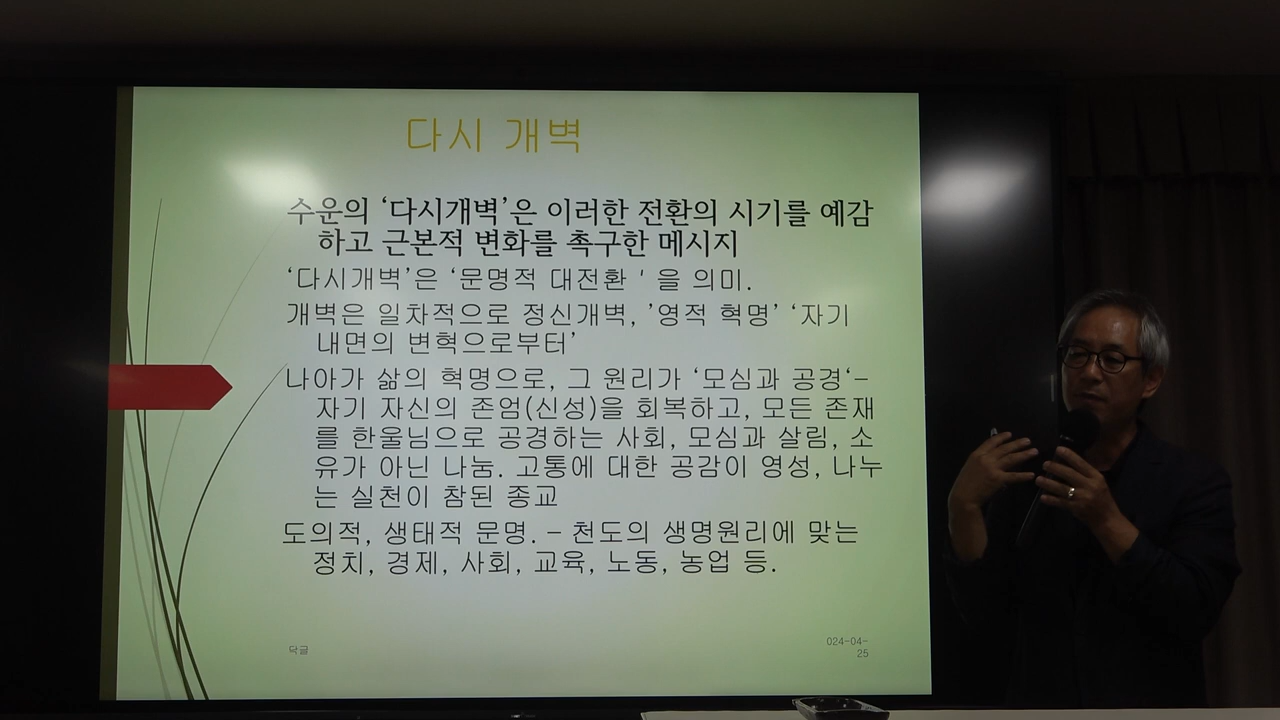 다시 개벽
수운의 ‘다시개벽’은 이러한 전환의 시기를 예감
하고 근본적 변화를 촉구한 메시지
‘다시개벽’은 ‘문명적 대전환 ' 을 의미.
개벽은 일차적으로 정신개벽, ’영적 혁명’ ‘자기
내면의 변혁으로부터’
나아가 삶의 혁명으로, 그 원리가 ‘모심과 공경‘–
자기 자신의 존엄(신성)을 회복하고, 모든 존재
를 한울님으로 공경하는 사회, 모심과 살림, 소
유가 아닌 나눔. 고통에 대한 공감이 영성, 나누
는 실천이 참된 종교
도의적, 생태적 문명. – 천도의 생명원리에 맞는
정치, 경제, 사회, 교육, 노동, 농업 등.
닥글
024-04-
25